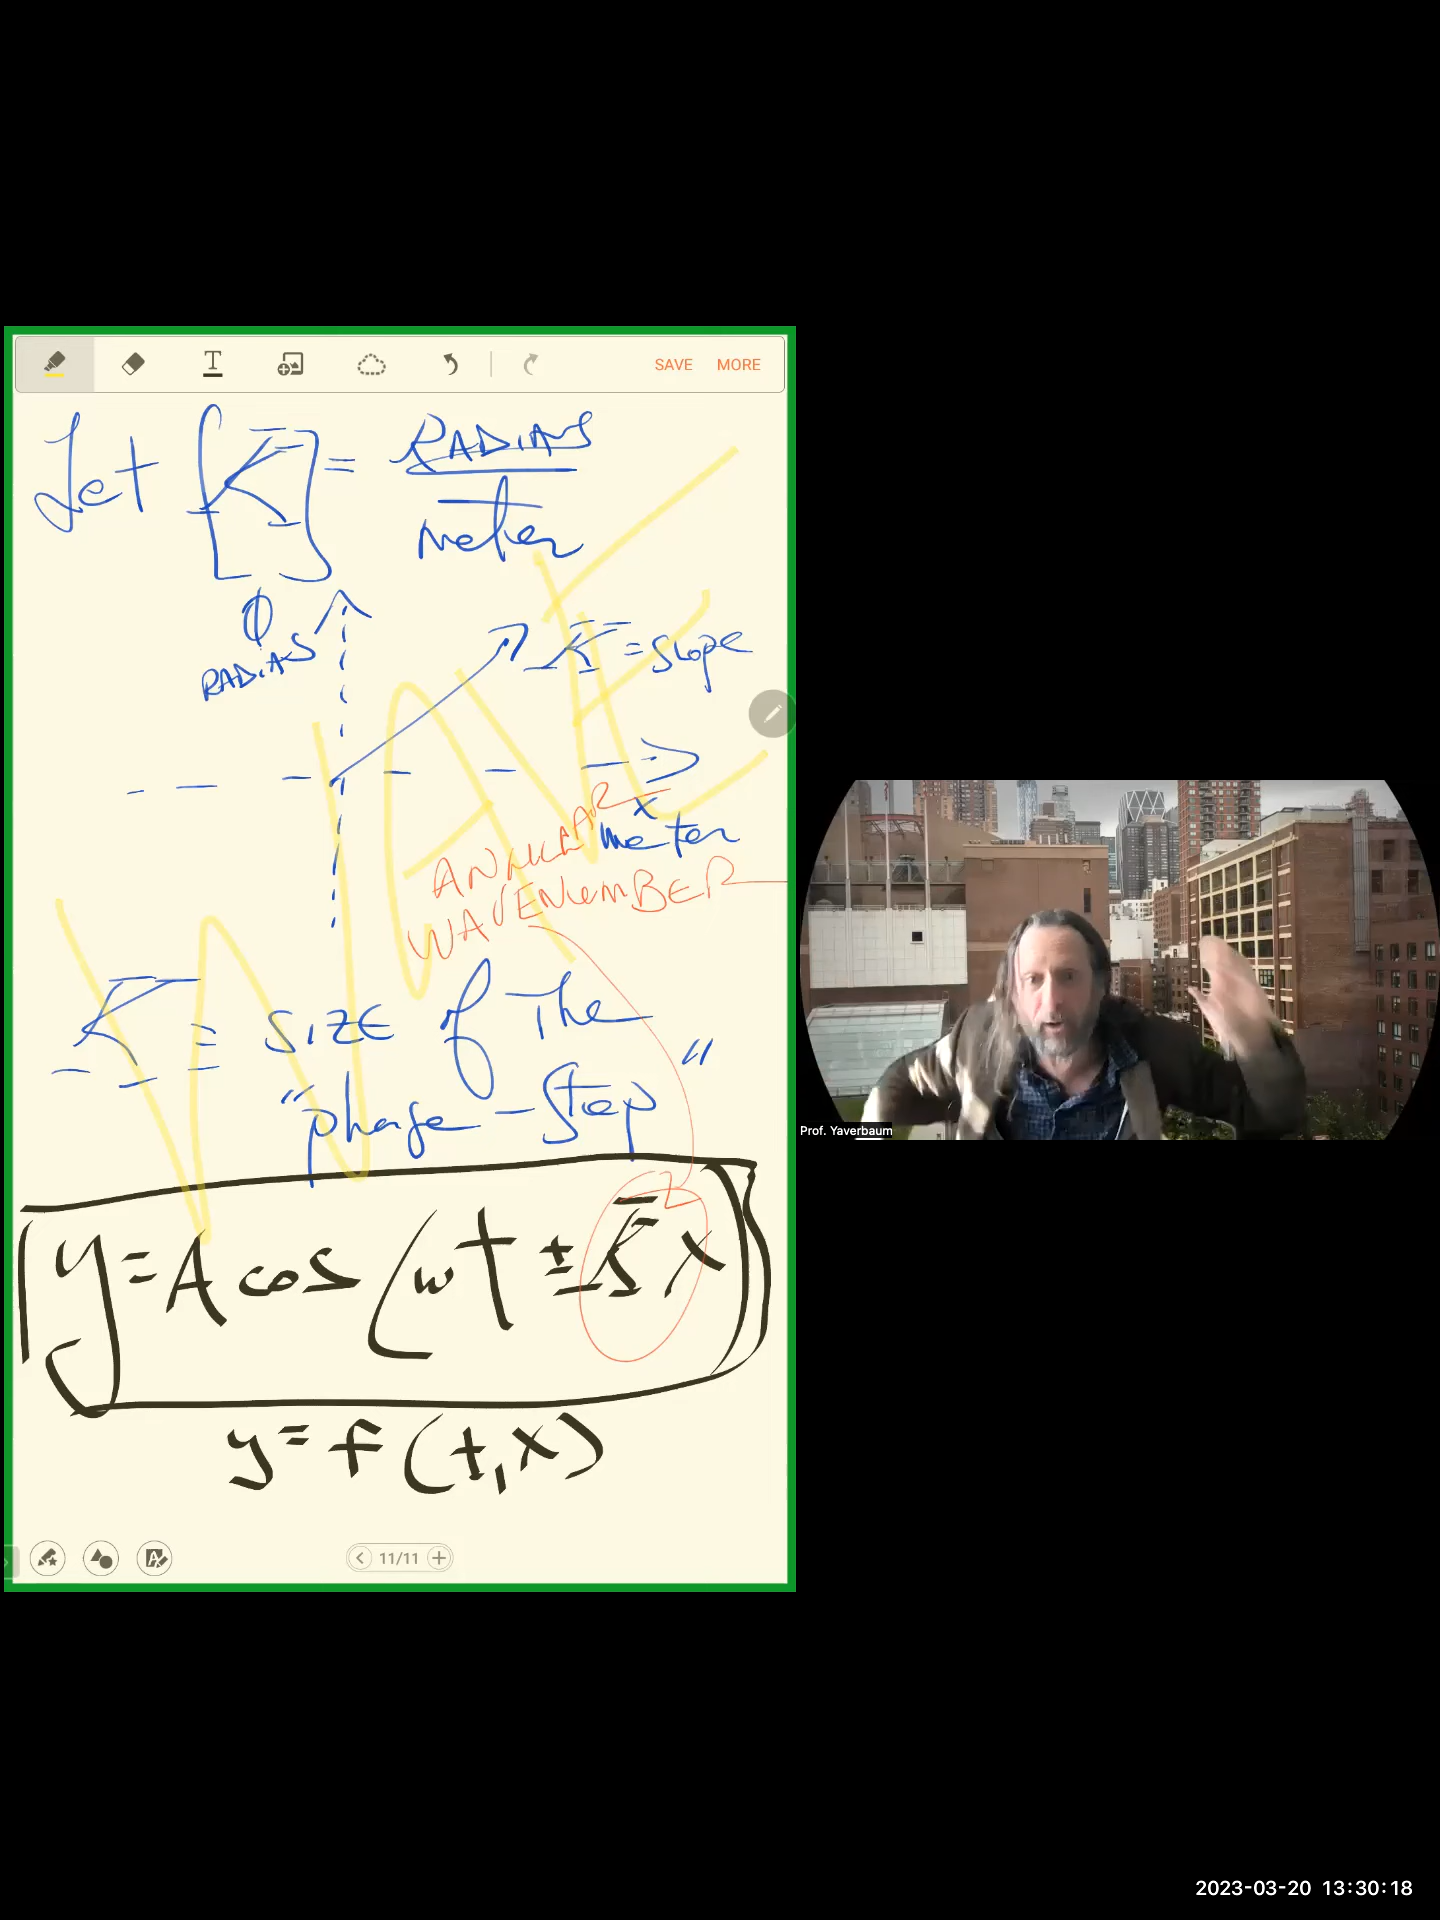 SAVE MORE
Let [K] = RADIANS
meter
Φ
RADIANS
K = slope
x
meter
ANGULAR
WAVENUMBER
WAVE
K ≡ SIZE of The
"phase-Step"
y = A cos (ωt ± Kx)
y = f(t,x)
11/11
Prof. Yaverbaum
2023-03-20 13:30:18